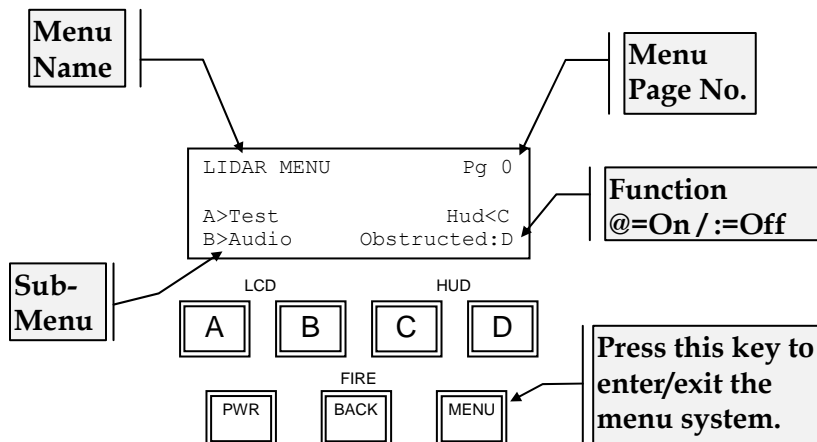 Menu
Name
Menu
Page No.
LIDAR MENU Pg 0
A>Test Hud<C
B>Audio Obstructed:D
Function
@=On / :=Off
Sub-
Menu
LCD HUD
A B C D
FIRE
PWR BACK MENU
Press this key to
enter/exit the
menu system.